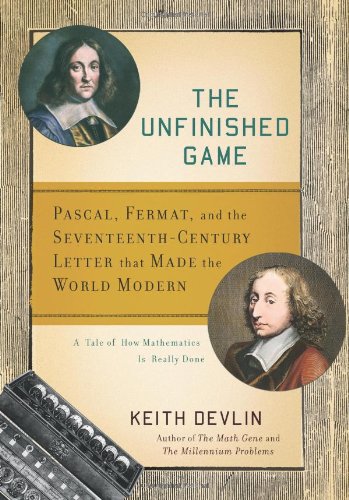 THE
UNFINISHED
GAME
PASCAL, FERMAT, AND THE
SEVENTEENTH-CENTURY
LETTER THAT MADE THE
WORLD MODERN
A Tale of How Mathematics
Is Really Done
KEITH DEVLIN
Author of The Math Gene and
The Millennium Problems